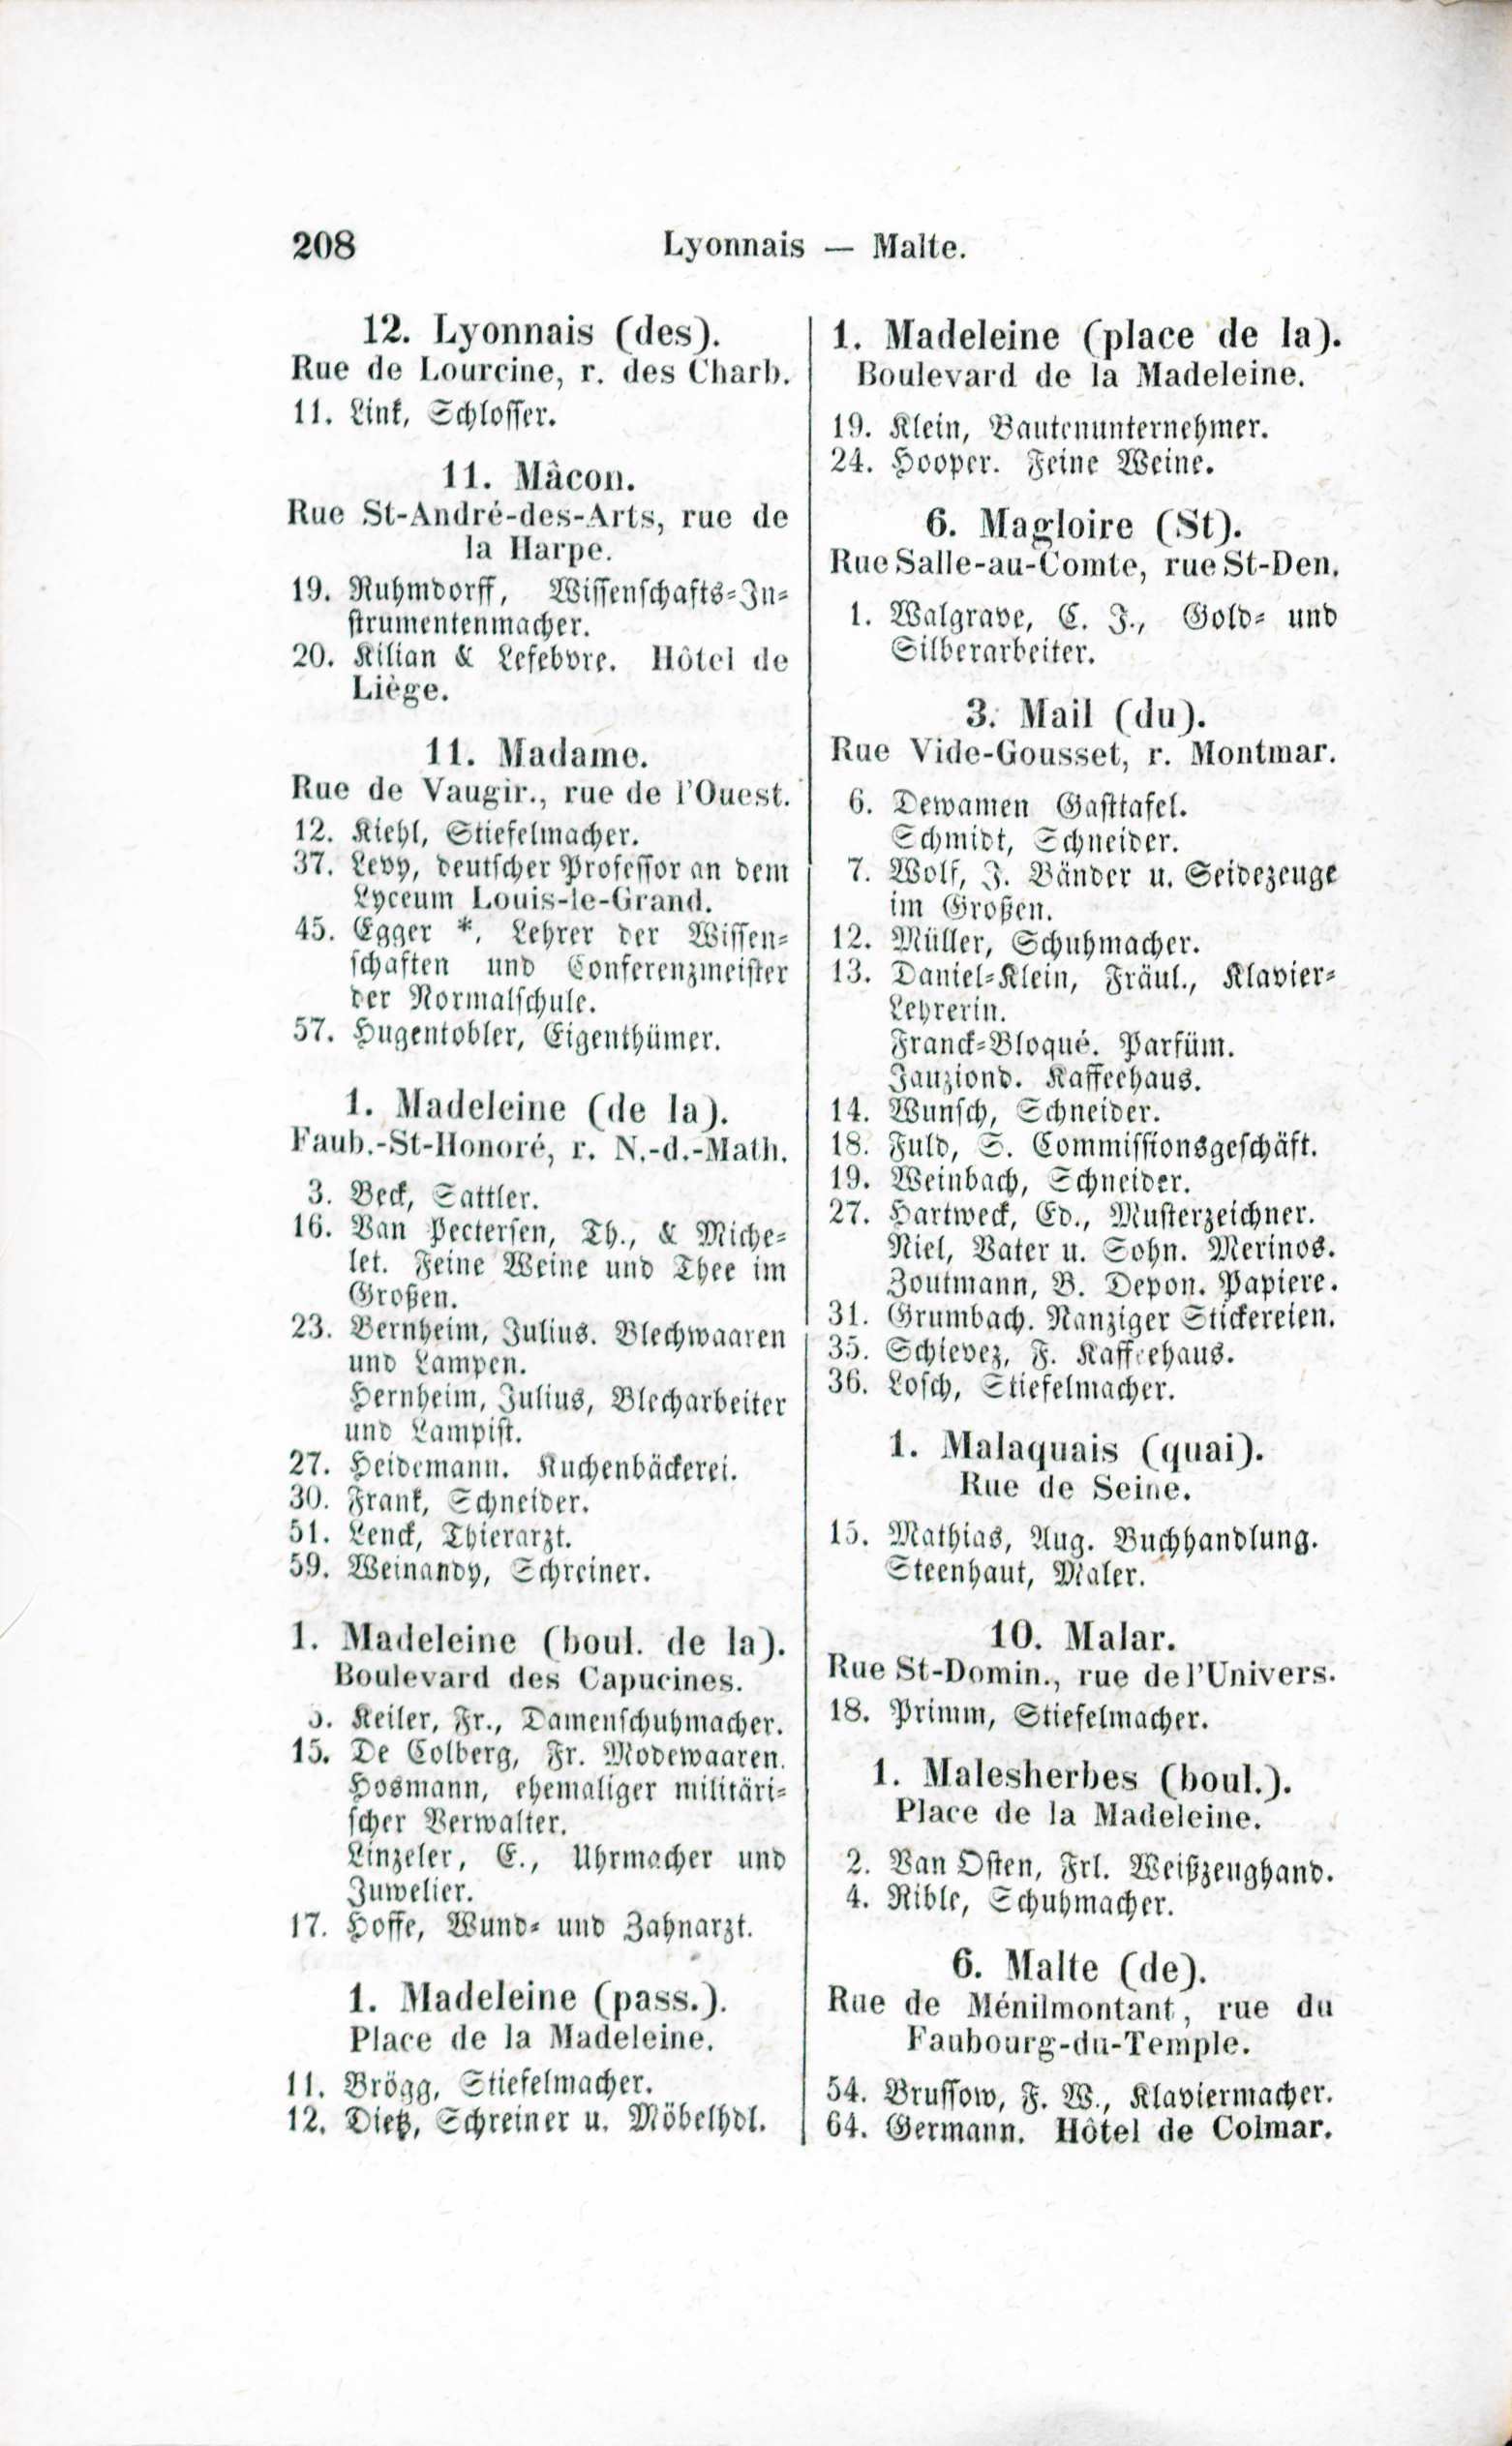 208
Lyonnais — Malte.
12. Lyonnais (des).
Rue de Lourcine, r. des Charb.
11. Link, Schlosser.
11. Mâcon.
Rue St-André-des-Arts, rue de
la Harpe.
19. Ruhmdorff, Wissenschafts-In-
strumentenmacher.
20. Kilian & Lefebvre. Hôtel de
Liège.
11. Madame.
Rue de Vaugir., rue de l'Ouest.
12. Kiehl, Stiefelmacher.
37. Levy, deutscher Professor an dem
Lyceum Louis-le-Grand.
45. Egger *, Lehrer der Wissen-
schaften und Conferenzmeister
der Normalschule.
57. Hugentobler, Eigenthümer.
1. Madeleine (de la).
Faub.-St-Honoré, r. N.-d.-Math.
3. Beck, Sattler.
16. Van Pectersen, Th., & Miche-
let. Feine Weine und Thee im
Großen.
23. Bernheim, Julius. Blechwaaren
und Lampen.
Hernheim, Julius, Blecharbeiter
und Lampist.
27. Heidemann. Kuchenbäckerei.
30. Frank, Schneider.
51. Lenck, Thierarzt.
59. Weinandy, Schreiner.
1. Madeleine (boul. de la).
Boulevard des Capucines.
Keiler, Fr., Damenschuhmacher.
15. De Colberg, Fr. Modewaaren.
Hosmann, ehemaliger militäri-
scher Verwalter.
Linzeler, E., Uhrmacher und
Juwelier.
17. Hoffe, Wund- und Zahnarzt.
1. Madeleine (pass.).
Place de la Madeleine.
11. Brögg, Stiefelmacher.
12. Dietz, Schreiner u. Möbelhdl.
1. Madeleine (place de la).
Boulevard de la Madeleine.
19. Klein, Bautenunternehmer.
24. Hooper. Feine Weine.
6. Magloire (St).
Rue Salle-au-Comte, rue St-Den.
1. Walgrave, C. J., Gold- und
Silberarbeiter.
3. Mail (du).
Rue Vide-Gousset, r. Montmar.
6. Dewamen Gasttafel.
Schmidt, Schneider.
7. Wolf, J. Bänder u. Seidezeuge
im Großen.
12. Müller, Schuhmacher.
13. Daniel-Klein, Fräul., Klavier-
Lehrerin.
Franck-Bloqué. Parfüm.
Jauziond. Kaffeehaus.
14. Wunsch, Schneider.
18. Fuld, S. Commissionsgeschäft.
19. Weinbach, Schneider.
27. Hartweck, Ed., Musterzeichner.
Niel, Vater u. Sohn. Merinos.
Zoutmann, B. Depon. Papiere.
31. Grumbach. Nanziger Stickereien.
35. Schievez, F. Kaffeehaus.
36. Losch, Stiefelmacher.
1. Malaquais (quai).
Rue de Seine.
15. Mathias, Aug. Buchhandlung.
Steenhaut, Maler.
10. Malar.
Rue St-Domin., rue de l'Univers.
18. Primm, Stiefelmacher.
1. Malesherbes (boul.).
Place de la Madeleine.
2. Van Osten, Frl. Weißzeughand.
4. Rible, Schuhmacher.
6. Malte (de).
Rue de Ménilmontant, rue du
Faubourg-du-Temple.
54. Brussow, F. W., Klaviermacher.
64. Germann. Hôtel de Colmar.